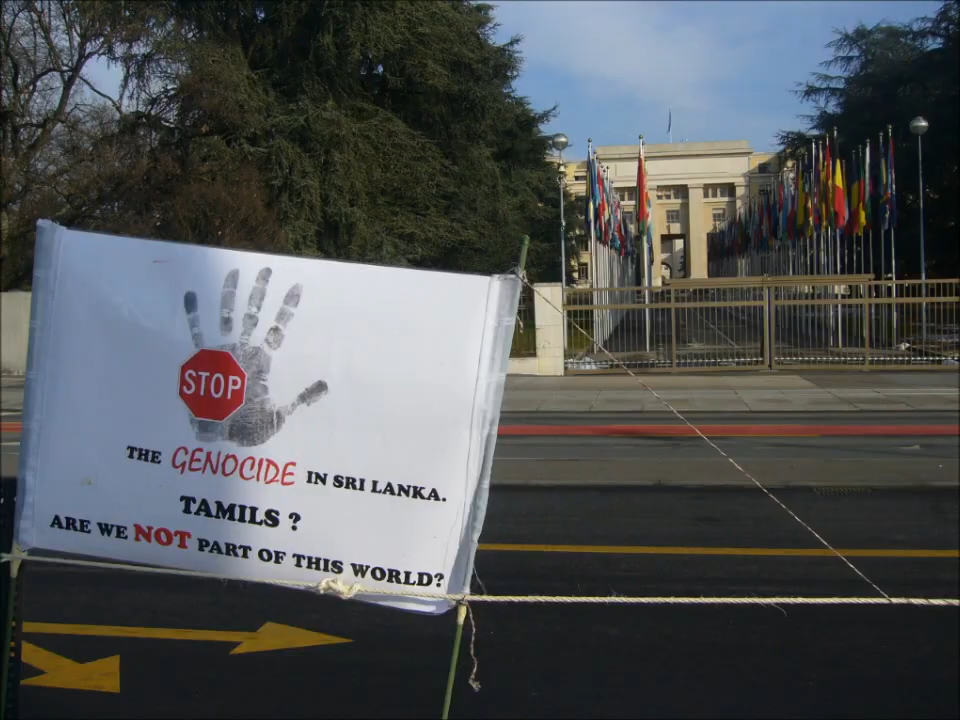 STOP
THE GENOCIDE IN SRI LANKA.
TAMILS ?
ARE WE NOT PART OF THIS WORLD?